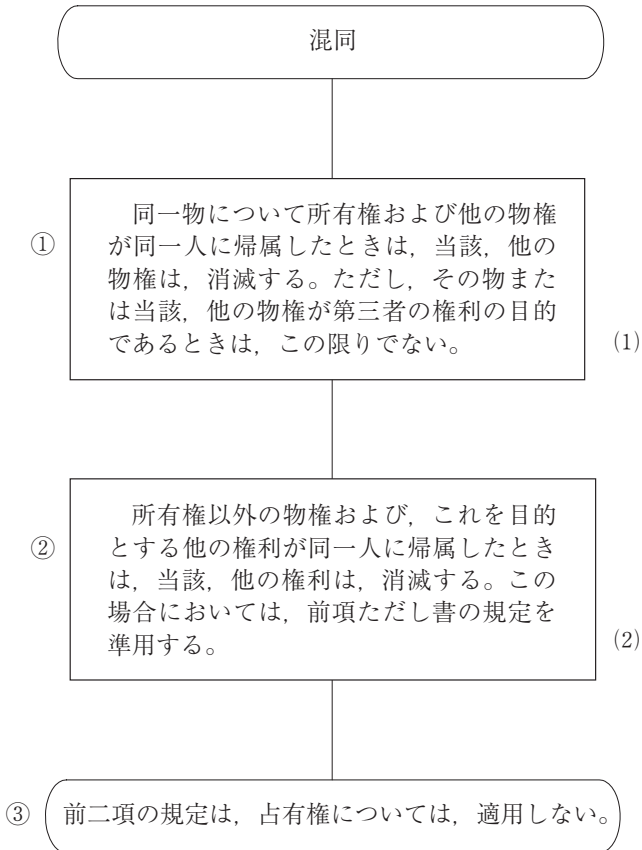 混同
①
同一物について所有権および他の物権
が同一人に帰属したときは，当該，他の
物権は，消滅する。ただし，その物また
は当該，他の物権が第三者の権利の目的
であるときは，この限りでない。
(1)
②
所有権以外の物権および，これを目的
とする他の権利が同一人に帰属したとき
は，当該，他の権利は，消滅する。この
場合においては，前項ただし書の規定を
準用する。
(2)
③ 前二項の規定は，占有権については，適用しない。